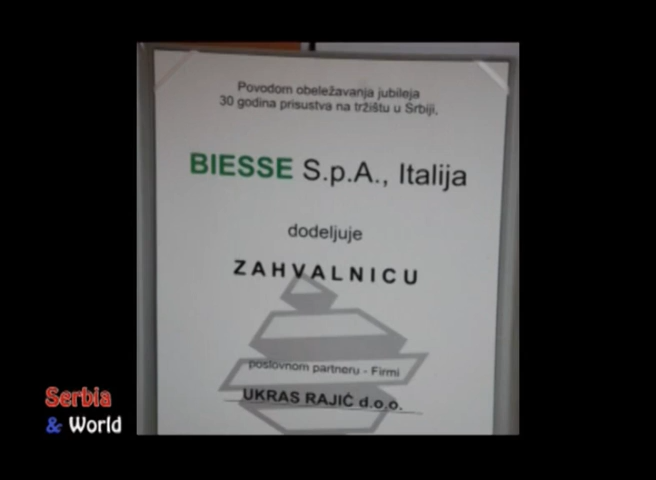 Povodom obeležavanja jubileja
30 godina prisustva na tržištu u Srbiji,
BIESSE S.p.A., Italija
dodeljuje
ZAHVALNICU
poslovnom partneru - Firmi
UKRAS RAJIĆ d.o.o.
Serbia
& World